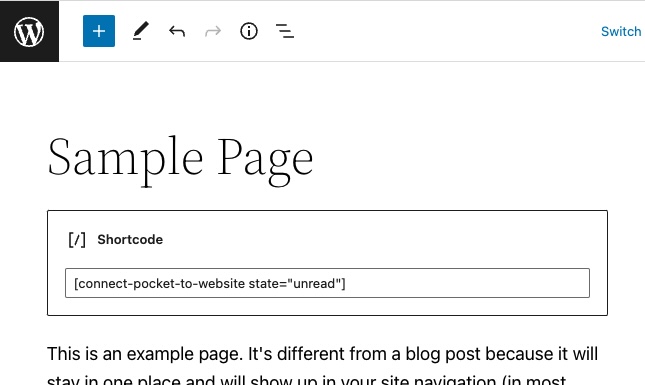 Switch
Sample Page
[/] Shortcode
[connect-pocket-to-website state="unread"]
This is an example page. It's different from a blog post because it will
stay in one place and will show up in your site navigation (in most